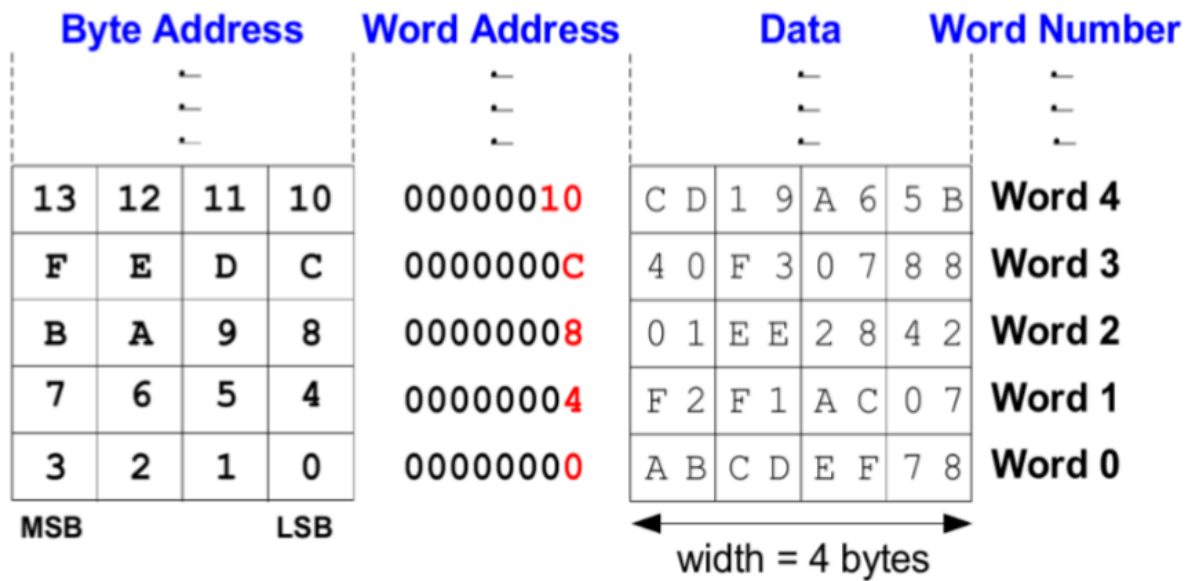 Byte Address Word Address Data Word Number
13 12 11 10 00000010 C D 1 9 A 6 5 B Word 4
F E D C 0000000C 4 0 F 3 0 7 8 8 Word 3
B A 9 8 00000008 0 1 E E 2 8 4 2 Word 2
7 6 5 4 00000004 F 2 F 1 A C 0 7 Word 1
3 2 1 0 00000000 A B C D E F 7 8 Word 0
MSB LSB
width = 4 bytes